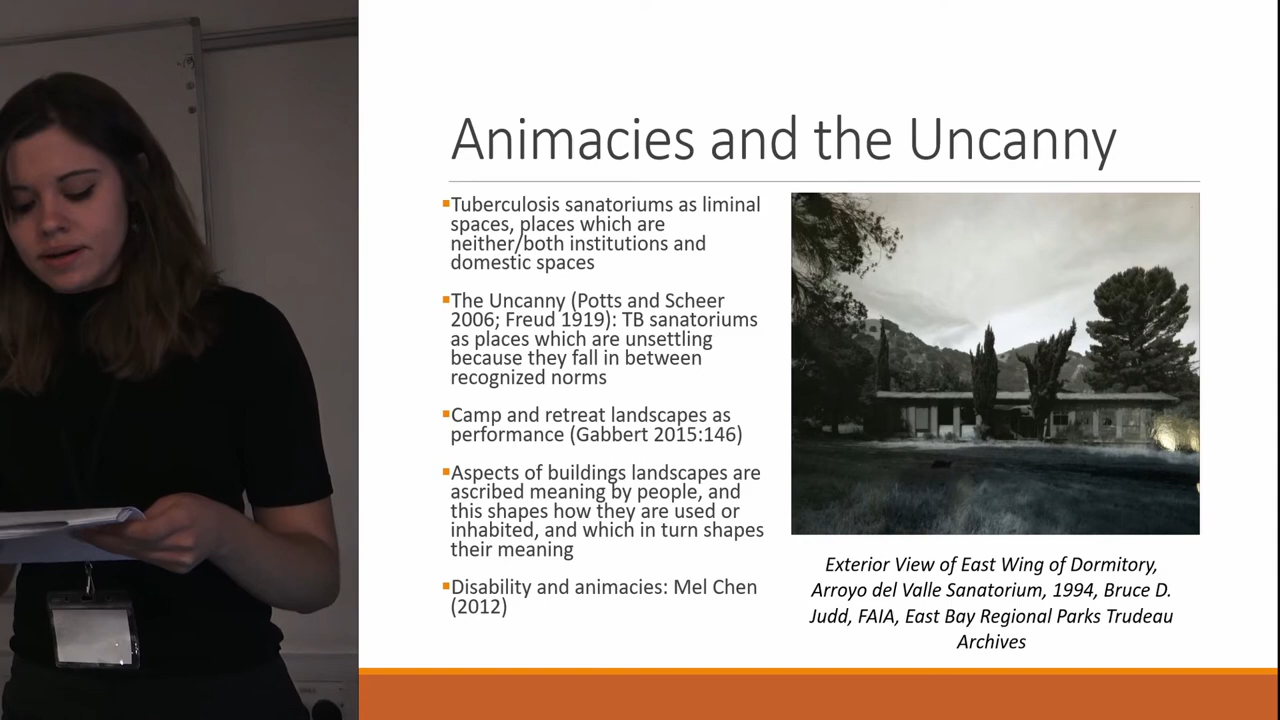 Animacies and the Uncanny
▪Tuberculosis sanatoriums as liminal
spaces, places which are
neither/both institutions and
domestic spaces
▪The Uncanny (Potts and Scheer
2006; Freud 1919): TB sanatoriums
as places which are unsettling
because they fall in between
recognized norms
▪Camp and retreat landscapes as
performance (Gabbert 2015:146)
▪Aspects of buildings landscapes are
ascribed meaning by people, and
this shapes how they are used or
inhabited, and which in turn shapes
their meaning
▪Disability and animacies: Mel Chen
(2012)
Exterior View of East Wing of Dormitory,
Arroyo del Valle Sanatorium, 1994, Bruce D.
Judd, FAIA, East Bay Regional Parks Trudeau
Archives